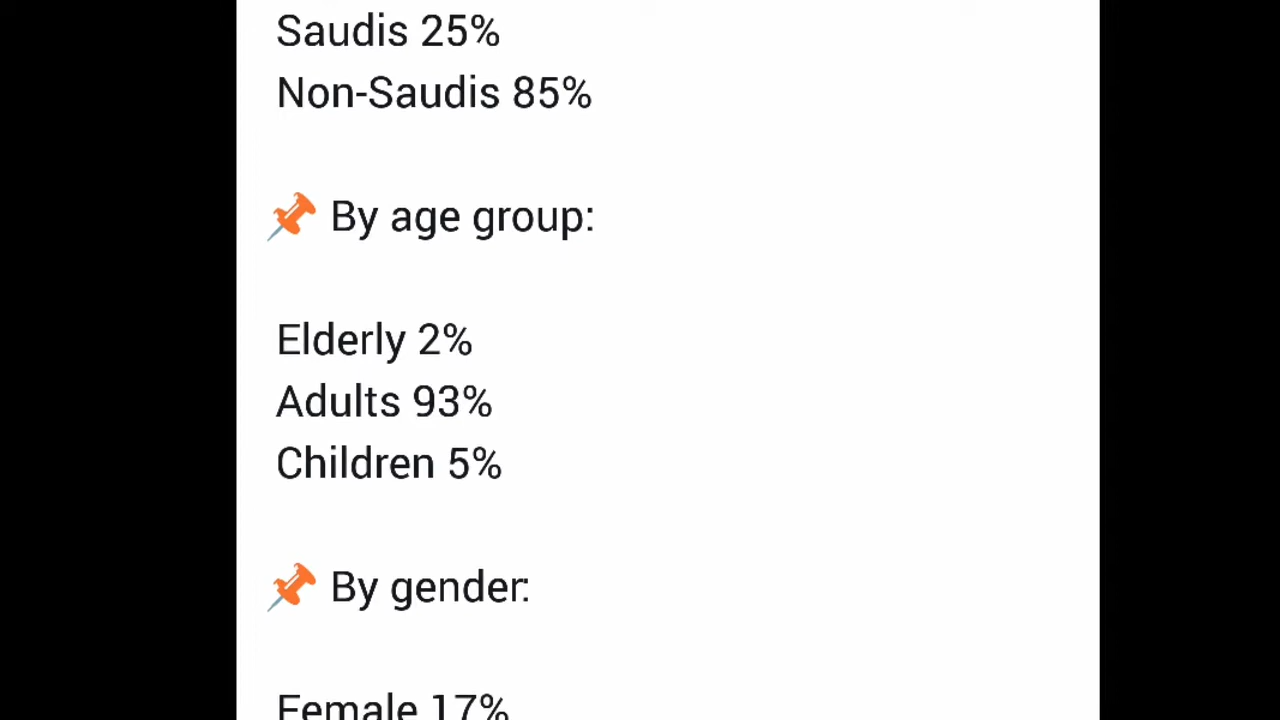 Saudis 25%
Non-Saudis 85%
📌 By age group:
Elderly 2%
Adults 93%
Children 5%
📌 By gender:
Female 17%